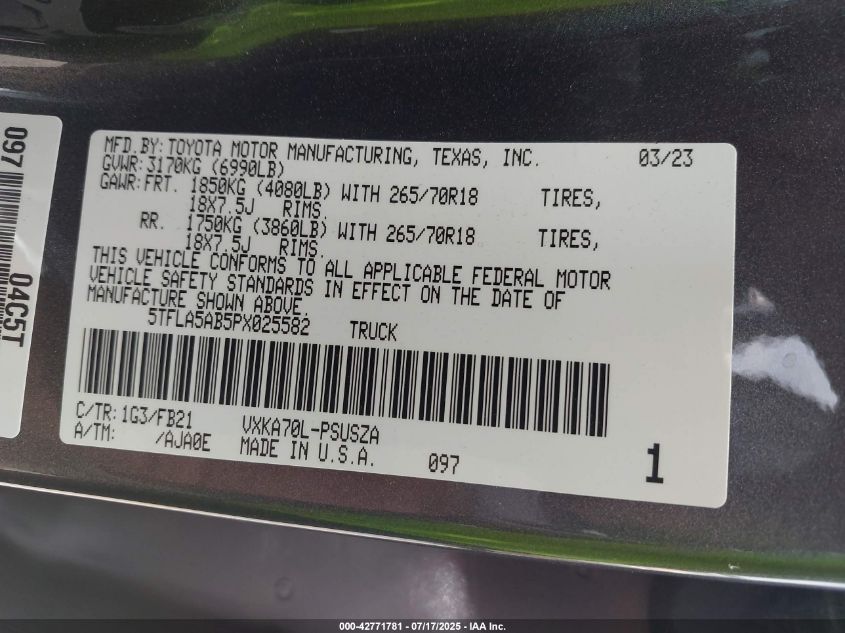 MFD.BY:TOYOTA MOTOR MANUFACTURING, TEXAS, INC. 03/23
GVWR:3170KG (6990LB)
GAWR:FRT. 1850KG (4080LB) WITH 265/70R18 TIRES,
18X7.5J RIMS,
RR. 1750KG (3860LB) WITH 265/70R18 TIRES,
18X7.5J RIMS,
THIS VEHICLE CONFORMS TO ALL APPLICABLE FEDERAL MOTOR
VEHICLE SAFETY STANDARDS IN EFFECT ON THE DATE OF
MANUFACTURE SHOWN ABOVE.
5TFLA5AB5PX025582 TRUCK
C/TR:1G3/FB21 VXKA70L-PSUSZA
A/TM: /AJA0E MADE IN U.S.A. 097 1
097 04C5T
000-42771781 - 07/17/2025 - IAA Inc.